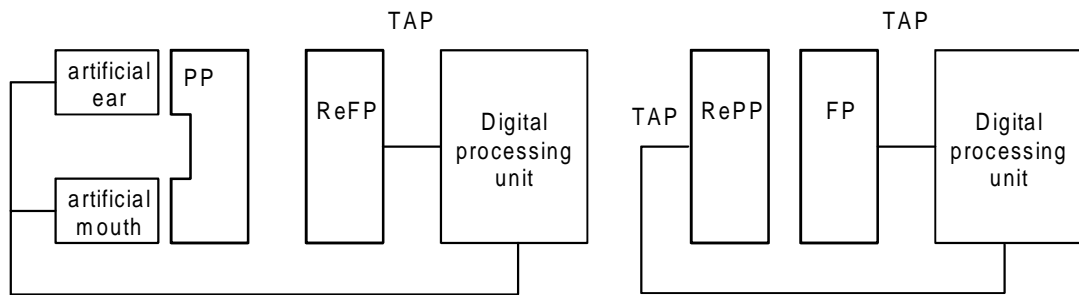 TAP
artificial
ear
PP
ReFP
Digital
processing
unit
artificial
mouth
TAP
TAP
RePP
FP
Digital
processing
unit